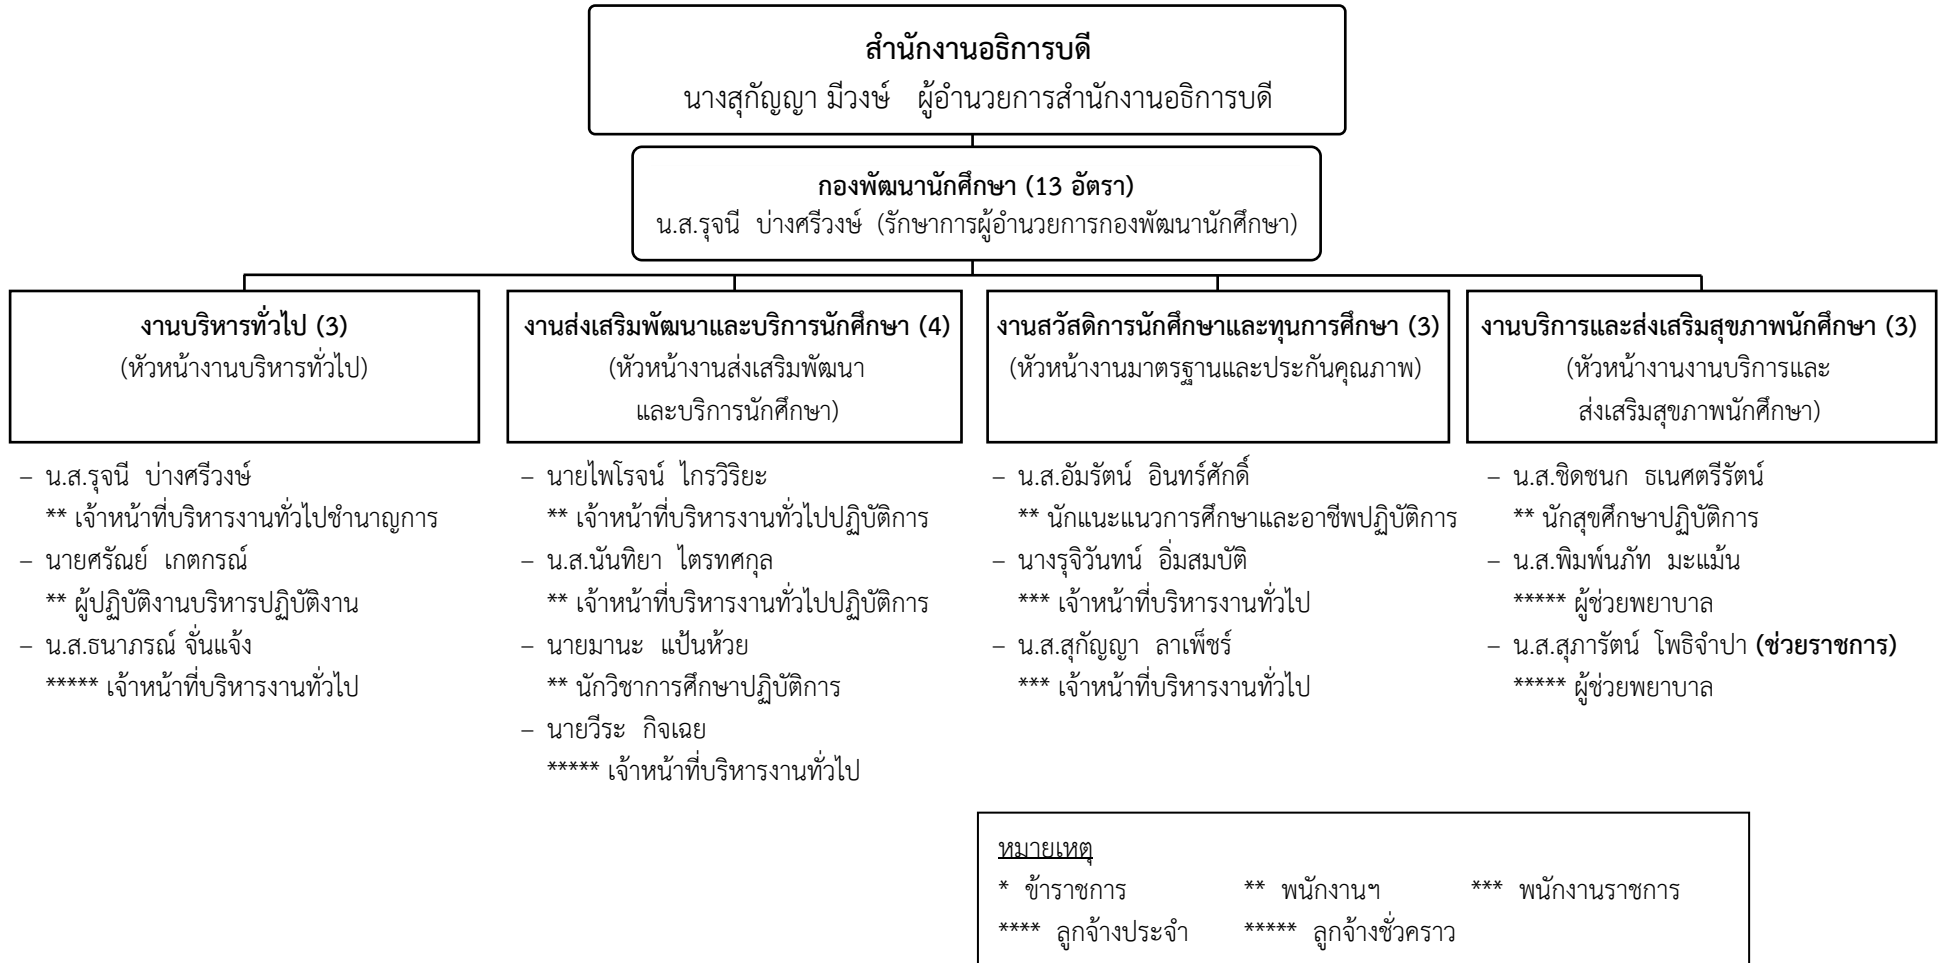 สำนักงานอธิการบดี
นางสุกัญญา มีวงษ์ ผู้อำนวยการสำนักงานอธิการบดี
กองพัฒนานักศึกษา (13 อัตรา)
น.ส.รุจนี บ่างศรีวงษ์ (รักษาการผู้อำนวยการกองพัฒนานักศึกษา)
งานบริหารทั่วไป (3)
(หัวหน้างานบริหารทั่วไป)
– น.ส.รุจนี บ่างศรีวงษ์
** เจ้าหน้าที่บริหารงานทั่วไปชำนาญการ
– นายศรัณย์ เกตกรณ์
** ผู้ปฏิบัติงานบริหารปฏิบัติงาน
– น.ส.ธนาภรณ์ จั่นแจ้ง
***** เจ้าหน้าที่บริหารงานทั่วไป
งานส่งเสริมพัฒนาและบริการนักศึกษา (4)
(หัวหน้างานส่งเสริมพัฒนา
และบริการนักศึกษา)
– นายไพโรจน์ ไกรวิริยะ
** เจ้าหน้าที่บริหารงานทั่วไปปฏิบัติการ
– น.ส.นันทิยา ไตรทศกุล
** เจ้าหน้าที่บริหารงานทั่วไปปฏิบัติการ
– นายมานะ แป้นห้วย
** นักวิชาการศึกษาปฏิบัติการ
– นายวีระ กิจเฉย
***** เจ้าหน้าที่บริหารงานทั่วไป
งานสวัสดิการนักศึกษาและทุนการศึกษา (3)
(หัวหน้างานมาตรฐานและประกันคุณภาพ)
– น.ส.อัมรัตน์ อินทร์ศักดิ์
** นักแนะแนวการศึกษาและอาชีพปฏิบัติการ
– นางรุจิวันทน์ อิ่มสมบัติ
*** เจ้าหน้าที่บริหารงานทั่วไป
– น.ส.สุกัญญา ลาเพ็ชร์
*** เจ้าหน้าที่บริหารงานทั่วไป
งานบริการและส่งเสริมสุขภาพนักศึกษา (3)
(หัวหน้างานงานบริการและ
ส่งเสริมสุขภาพนักศึกษา)
– น.ส.ชิดชนก ธเนศตรีรัตน์
** นักสุขศึกษาปฏิบัติการ
– น.ส.พิมพ์นภัท มะแม้น
***** ผู้ช่วยพยาบาล
– น.ส.สุภารัตน์ โพธิจำปา (ช่วยราชการ)
***** ผู้ช่วยพยาบาล
หมายเหตุ
* ข้าราชการ ** พนักงานฯ *** พนักงานราชการ
**** ลูกจ้างประจำ ***** ลูกจ้างชั่วคราว